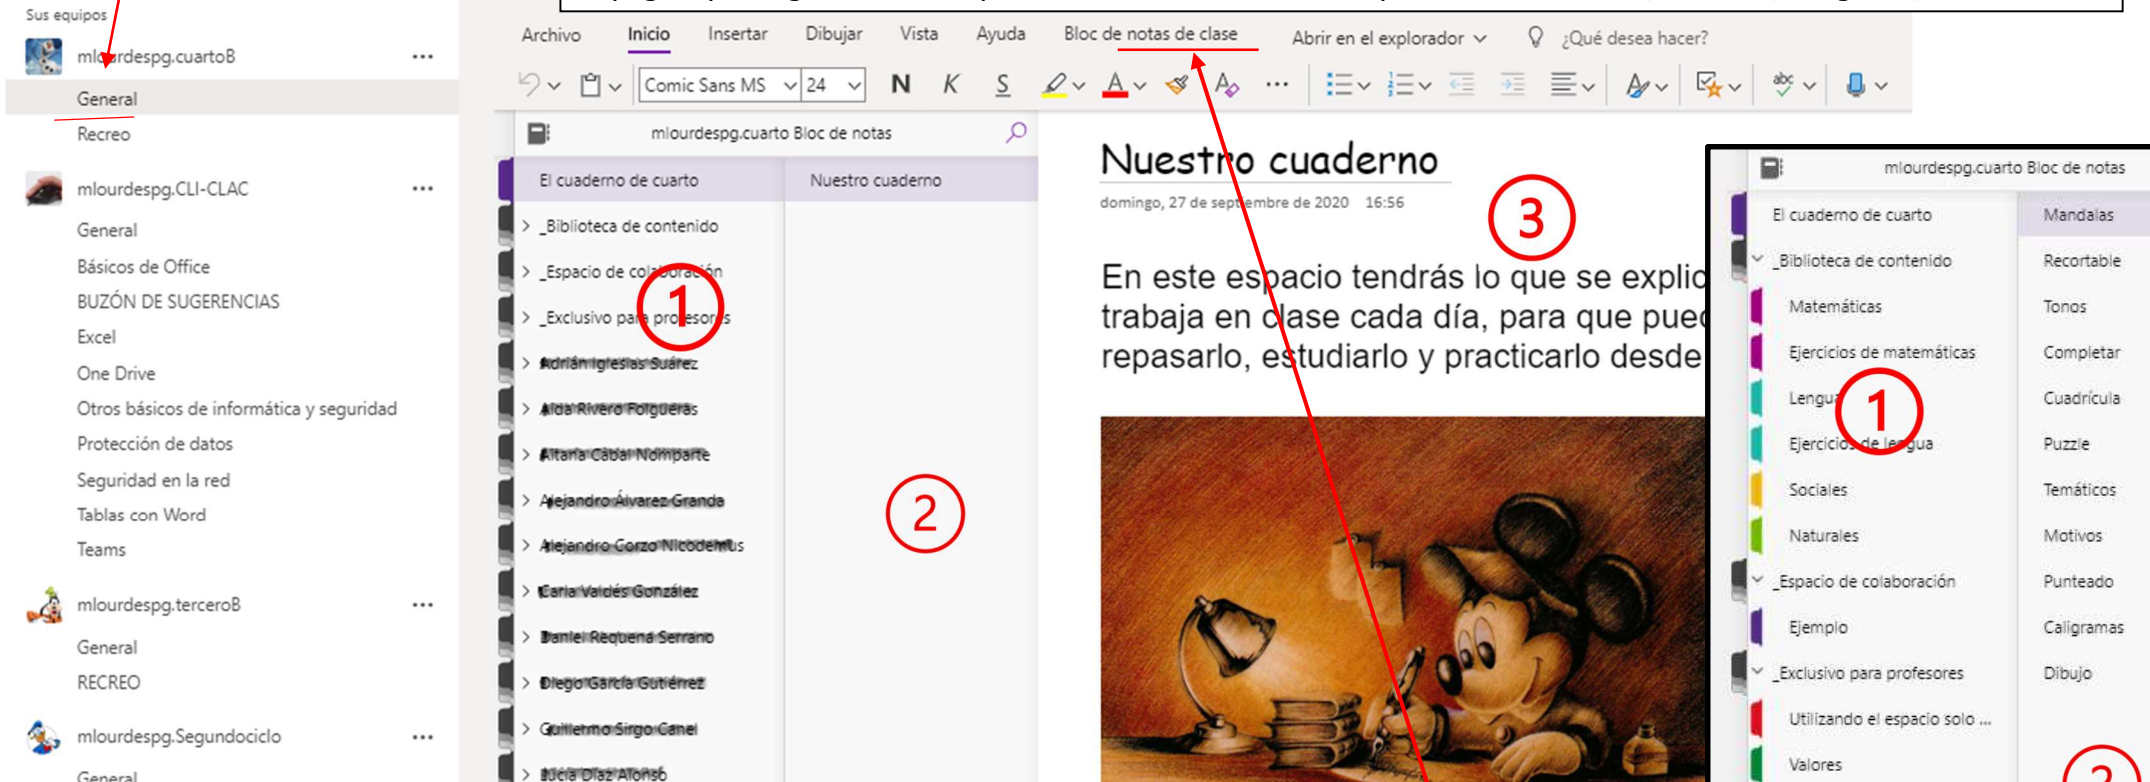 Sus equipos
mlourdespg.cuartoB
General
Recreo
mlourdespg.CLI-CLAC
General
Básicos de Office
BUZÓN DE SUGERENCIAS
Excel
One Drive
Otros básicos de informática y seguridad
Protección de datos
Seguridad en la red
Tablas con Word
Teams
mlourdespg.terceroB
General
RECREO
mlourdespg.Segundociclo
General
Archivo Inicio Insertar Dibujar Vista Ayuda Bloc de notas de clase Abrir en el explorador ¿Qué desea hacer?
Comic Sans MS 24 N K S A A abc
mlourdespg.cuarto Bloc de notas
El cuaderno de cuarto
_Biblioteca de contenido
_Espacio de colaboración
_Exclusivo para profesores
1
Nuestro cuaderno
2
Nuestro cuaderno
domingo, 27 de septiembre de 2020 16:56
3
En este espacio tendrás lo que se explic
trabaja en clase cada día, para que pued
repasarlo, estudiarlo y practicarlo desde
mlourdespg.cuarto Bloc de notas
El cuaderno de cuarto
_Biblioteca de contenido
Matemáticas
Ejercicios de matemáticas
Lengua
1
Ejercicios de lengua
Sociales
Naturales
_Espacio de colaboración
Ejemplo
_Exclusivo para profesores
Utilizando el espacio solo ...
Valores
Mandalas
Recortable
Tonos
Completar
Cuadrícula
Puzzle
Temáticos
Motivos
Punteado
Caligramas
Dibujo
2